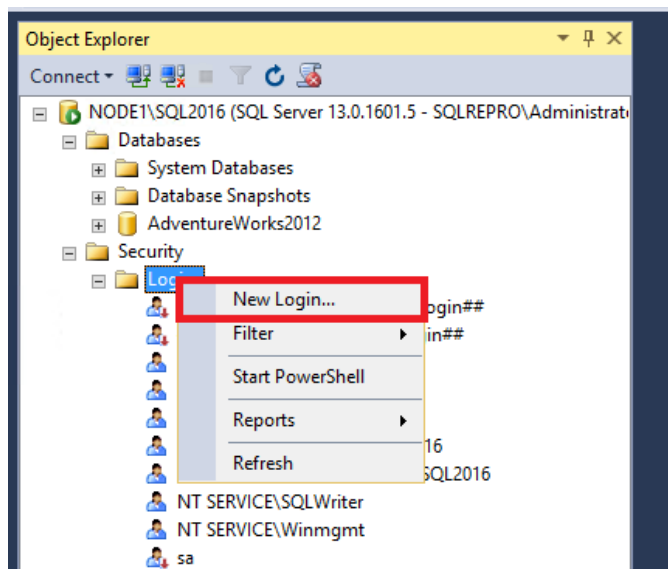 Object Explorer
Connect
NODE1\SQL2016 (SQL Server 13.0.1601.5 - SQLREPRO\Administrat
Databases
System Databases
Database Snapshots
AdventureWorks2012
Security
Log
New Login...
ogin##
Filter
in##
Start PowerShell
Reports
16
Refresh
SQL2016
NT SERVICE\SQLWriter
NT SERVICE\Winmgmt
sa